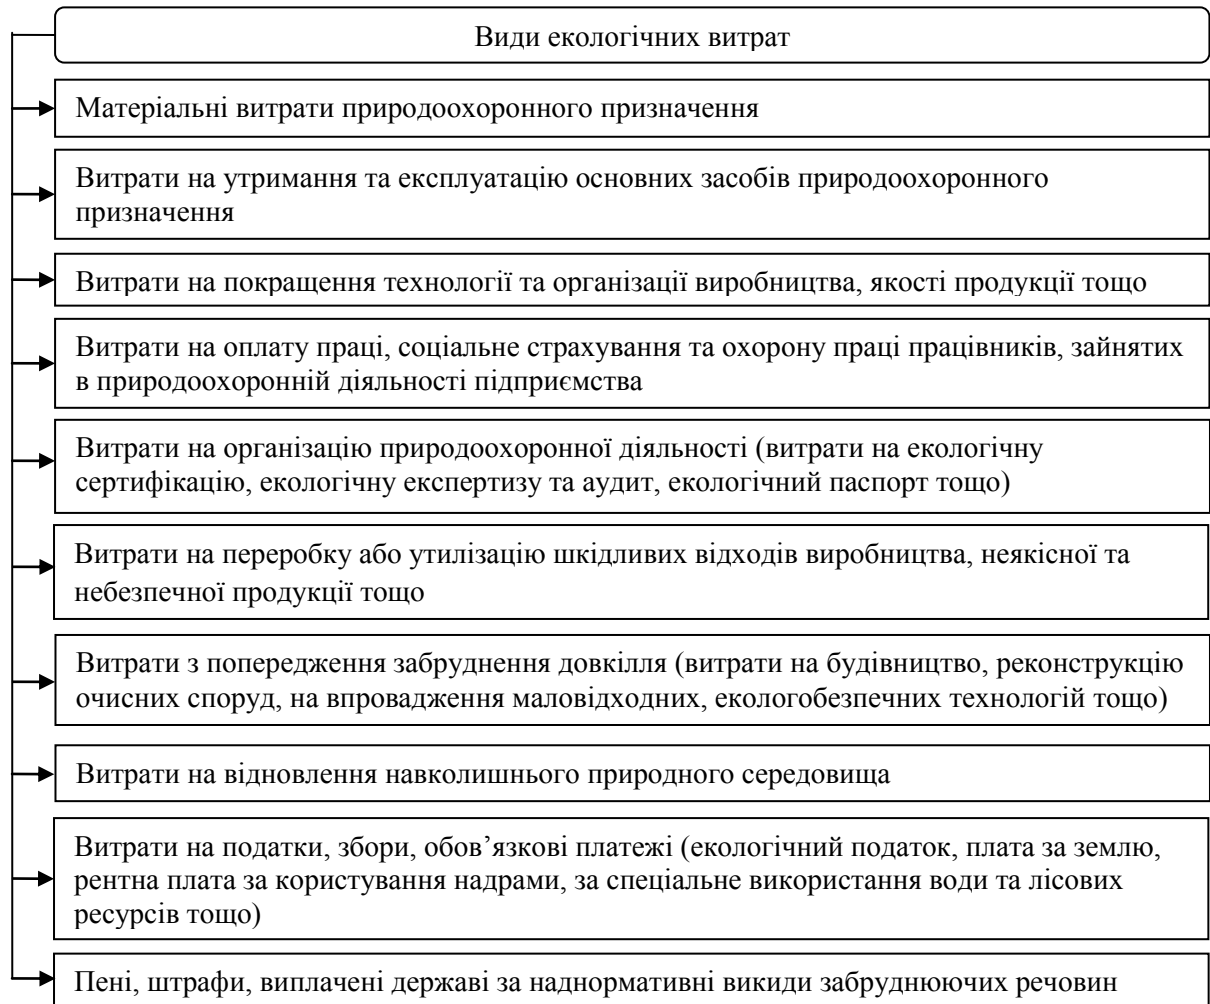 Види екологічних витрат
Матеріальні витрати природоохоронного призначення
Витрати на утримання та експлуатацію основних засобів природоохоронного
призначення
Витрати на покращення технології та організації виробництва, якості продукції тощо
Витрати на оплату праці, соціальне страхування та охорону праці працівників, зайнятих
в природоохоронній діяльності підприємства
Витрати на організацію природоохоронної діяльності (витрати на екологічну
сертифікацію, екологічну експертизу та аудит, екологічний паспорт тощо)
Витрати на переробку або утилізацію шкідливих відходів виробництва, неякісної та
небезпечної продукції тощо
Витрати з попередження забруднення довкілля (витрати на будівництво, реконструкцію
очисних споруд, на впровадження маловідходних, екологобезпечних технологій тощо)
Витрати на відновлення навколишнього природного середовища
Витрати на податки, збори, обов’язкові платежі (екологічний податок, плата за землю,
рентна плата за користування надрами, за спеціальне використання води та лісових
ресурсів тощо)
Пені, штрафи, виплачені державі за наднормативні викиди забруднюючих речовин